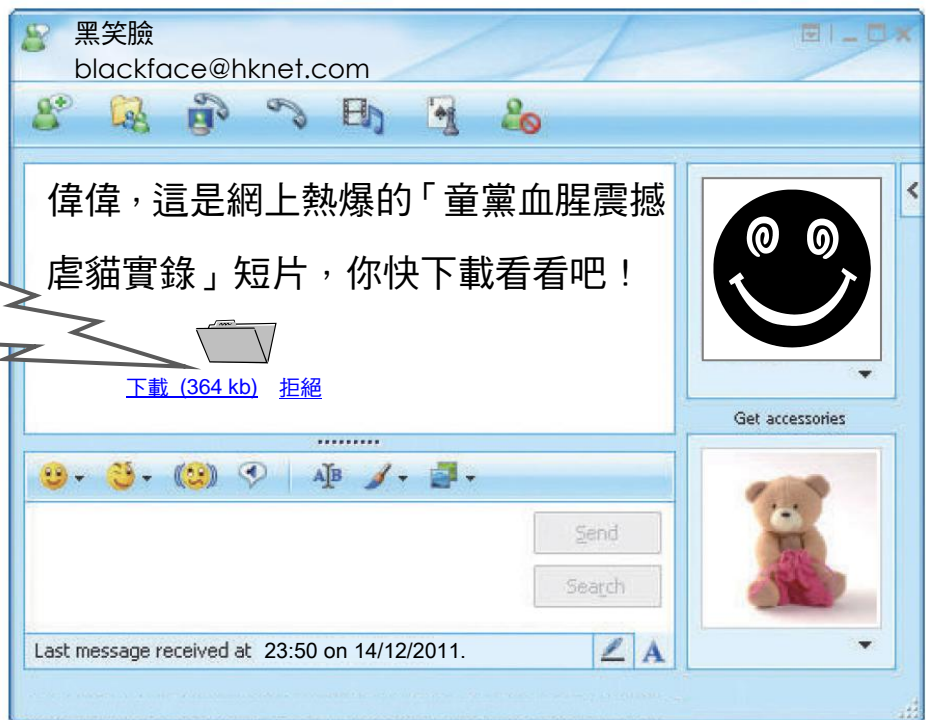 黑笑臉
blackface@hknet.com
偉偉，這是網上熱爆的「童黨血腥震撼
虐貓實錄」短片，你快下載看看吧！
下載 (364 kb) 拒絕
Get accessories
Send
Search
Last message received at 23:50 on 14/12/2011.